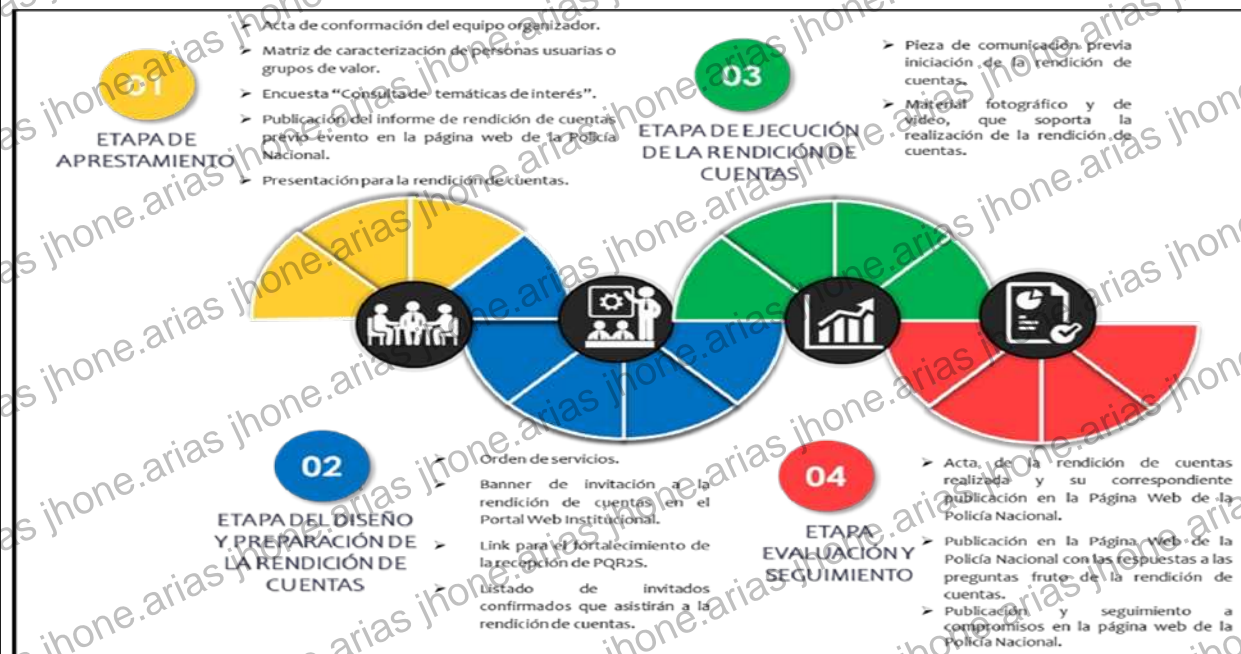 01
ETAPA DE
APRESTAMIENTO
➤ Acta de conformación del equipo organizador.
➤ Matriz de caracterización de personas usuarias o
grupos de valor.
➤ Encuesta “Consulta de temáticas de interés”.
➤ Publicación del informe de rendición de cuentas
previo evento en la página web de la Policía
Nacional.
➤ Presentación para la rendición de cuentas.
03
ETAPA DE EJECUCIÓN
DE LA RENDICIÓN DE
CUENTAS
➤ Pieza de comunicación previa
iniciación de la rendición de
cuentas.
➤ Material fotográfico y de
video, que soporta la
realización de la rendición de
cuentas.
02
ETAPA DEL DISEÑO
Y PREPARACIÓN DE
LA RENDICIÓN DE
CUENTAS
➤ Orden de servicios.
➤ Banner de invitación a la
rendición de cuentas en el
Portal Web Institucional.
➤ Link para el fortalecimiento de
la recepción de PQR2S.
➤ Listado de invitados
confirmados que asistirán a la
rendición de cuentas.
04
ETAPA
EVALUACIÓN Y
SEGUIMIENTO
➤ Acta, de la rendición de cuentas
realizada y su correspondiente
publicación en la Página Web de la
Policía Nacional.
➤ Publicación en la Página Web de la
Policía Nacional con las respuestas a las
preguntas fruto de la rendición de
cuentas.
➤ Publicación y seguimiento a
compromisos en la página web de la
Policía Nacional.
jhone.arias jhone.arias jhone.arias jhone.arias